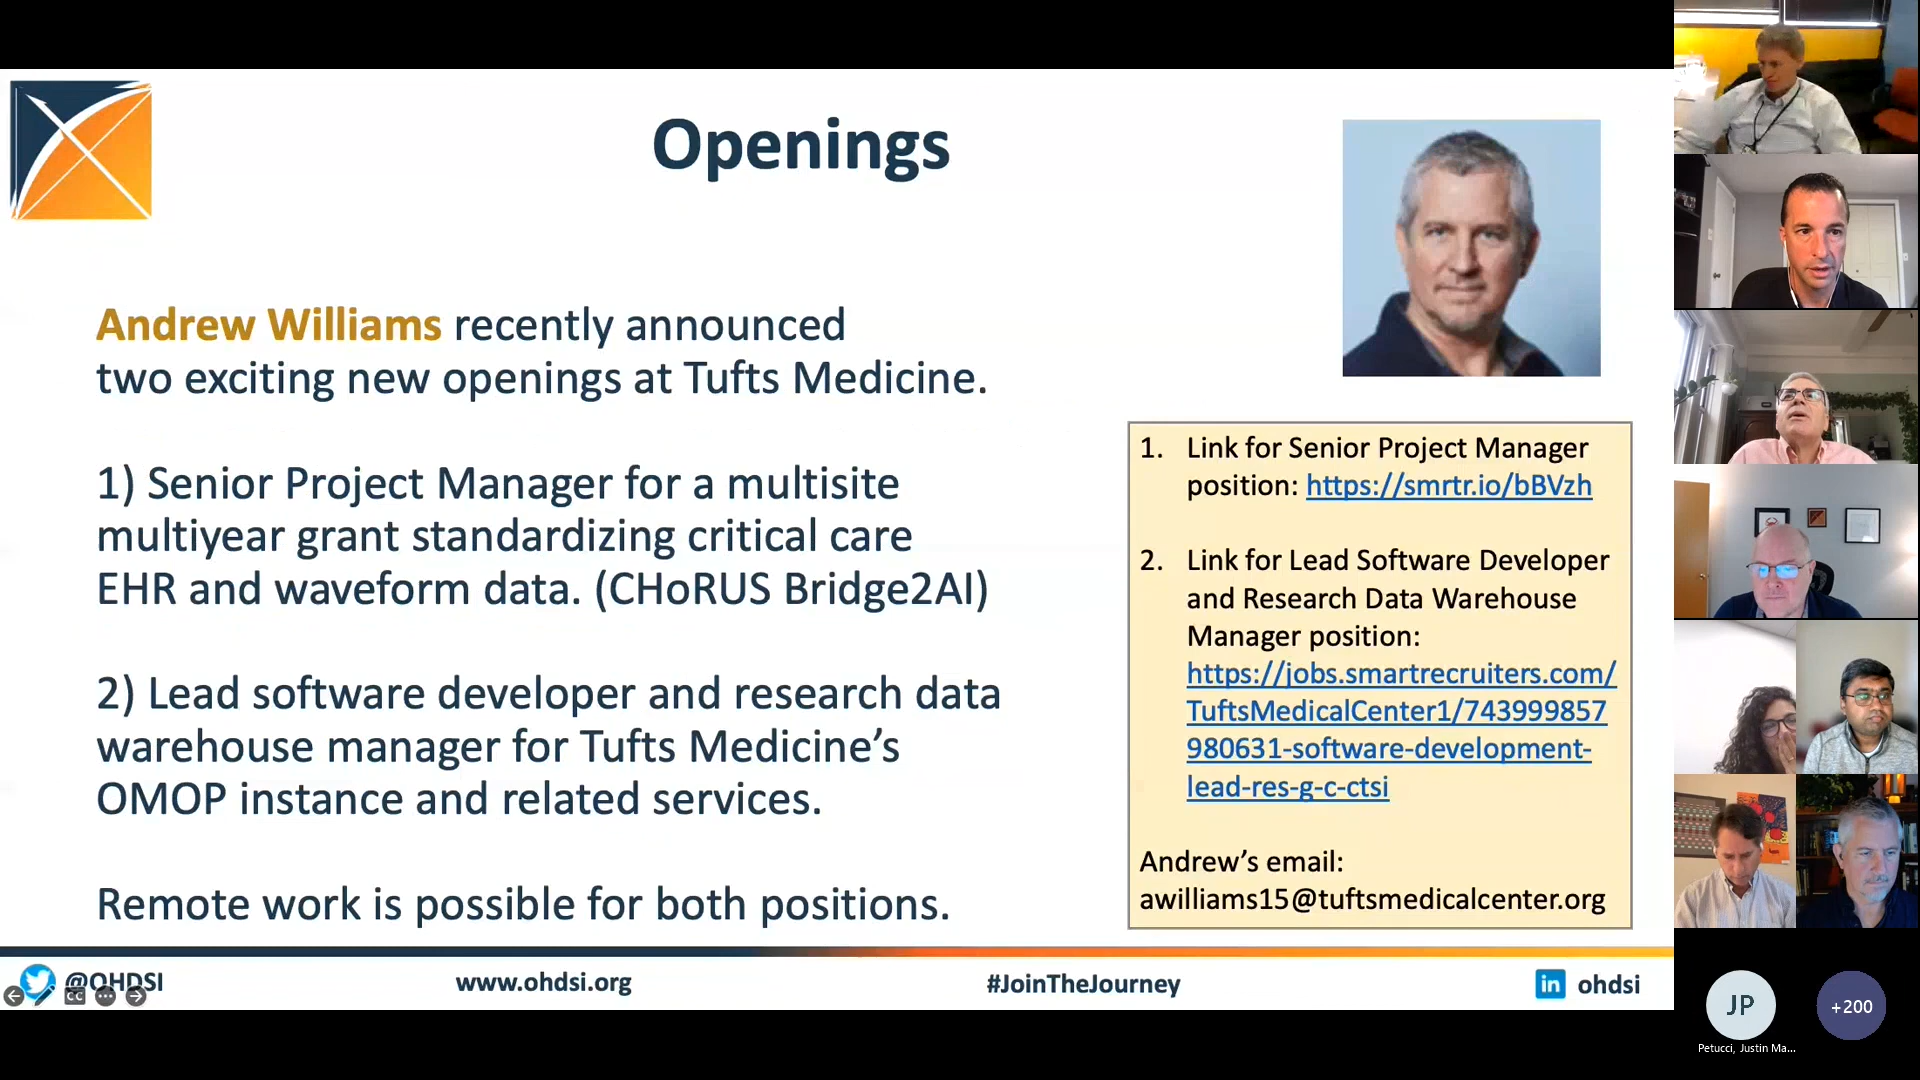 Openings
Andrew Williams recently announced
two exciting new openings at Tufts Medicine.
1) Senior Project Manager for a multisite
multiyear grant standardizing critical care
EHR and waveform data. (CHoRUS Bridge2AI)
2) Lead software developer and research data
warehouse manager for Tufts Medicine’s
OMOP instance and related services.
Remote work is possible for both positions.
1. Link for Senior Project Manager
position: https://smrtr.io/bBVzh
2. Link for Lead Software Developer
and Research Data Warehouse
Manager position:
https://jobs.smartrecruiters.com/
TuftsMedicalCenter1/743999857
980631-software-development-
lead-res-g-c-ctsi
Andrew’s email:
awilliams15@tuftsmedicalcenter.org
@OHDSI
www.ohdsi.org
#JoinTheJourney
in ohdsi
CC
JP
+200
Petucci, Justin Ma...